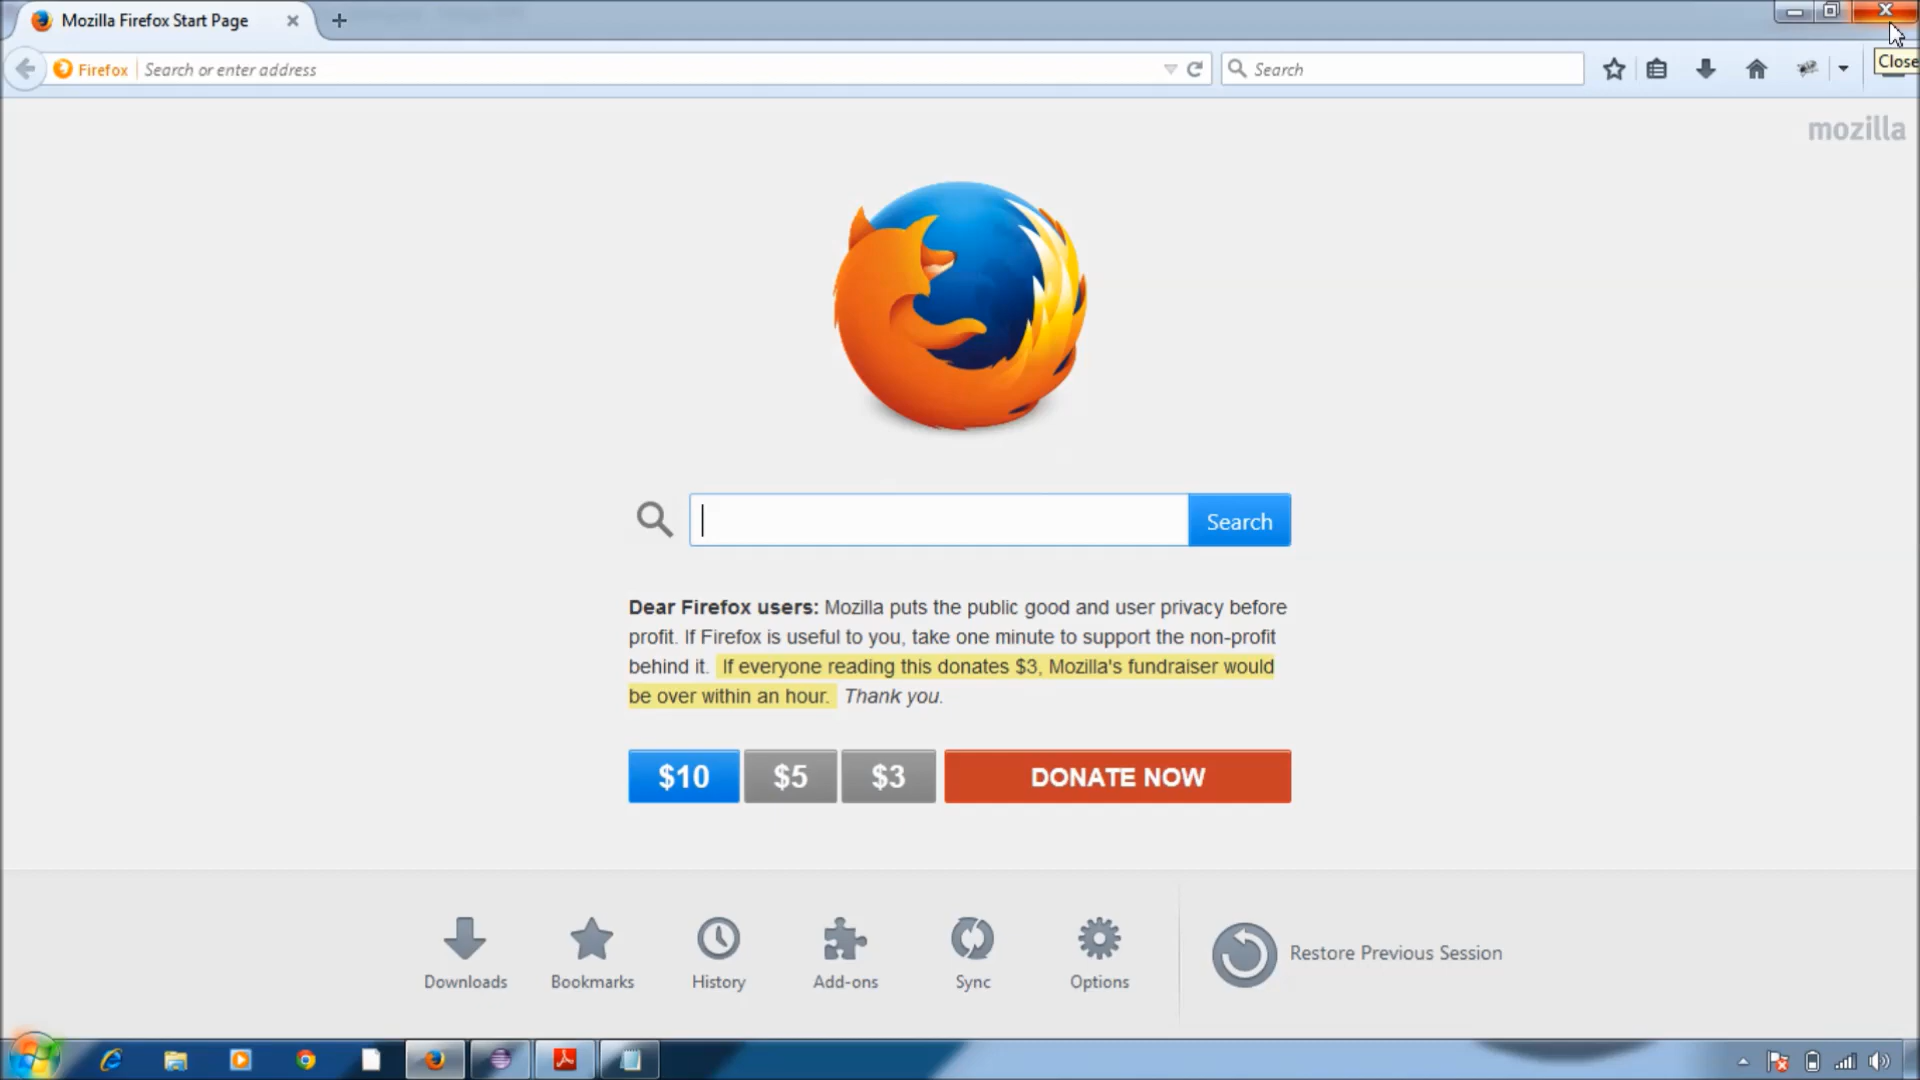 Mozilla Firefox Start Page
Firefox Search or enter address
Search
Close
mozilla
Search
Dear Firefox users: Mozilla puts the public good and user privacy before
profit. If Firefox is useful to you, take one minute to support the non-profit
behind it. If everyone reading this donates $3, Mozilla's fundraiser would
be over within an hour. Thank you.
$10 $5 $3 DONATE NOW
Downloads Bookmarks History Add-ons Sync Options Restore Previous Session